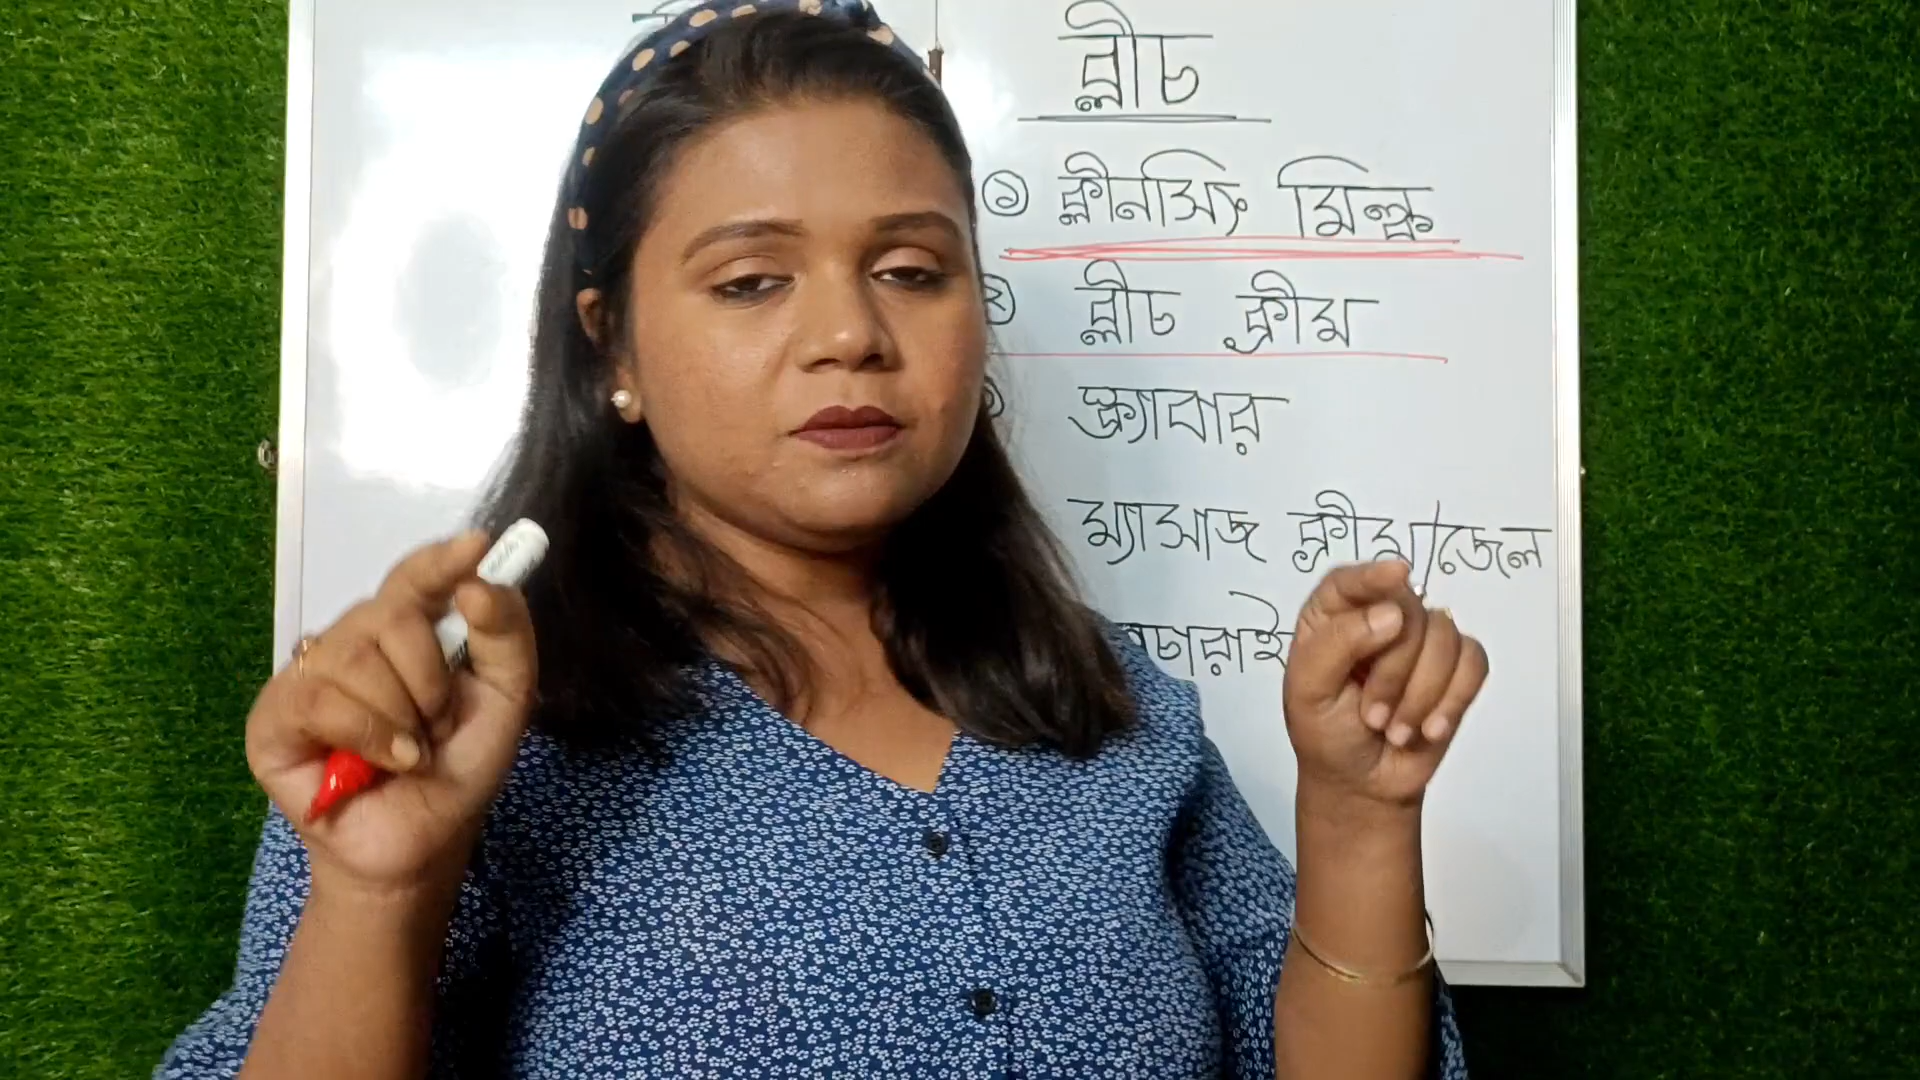 ব্লীচ
১ ক্লীনসিং মিল্ক
২ ব্লীচ ক্রীম
স্ক্র্যাবার
ম্যাসাজ ক্রীম/জেল